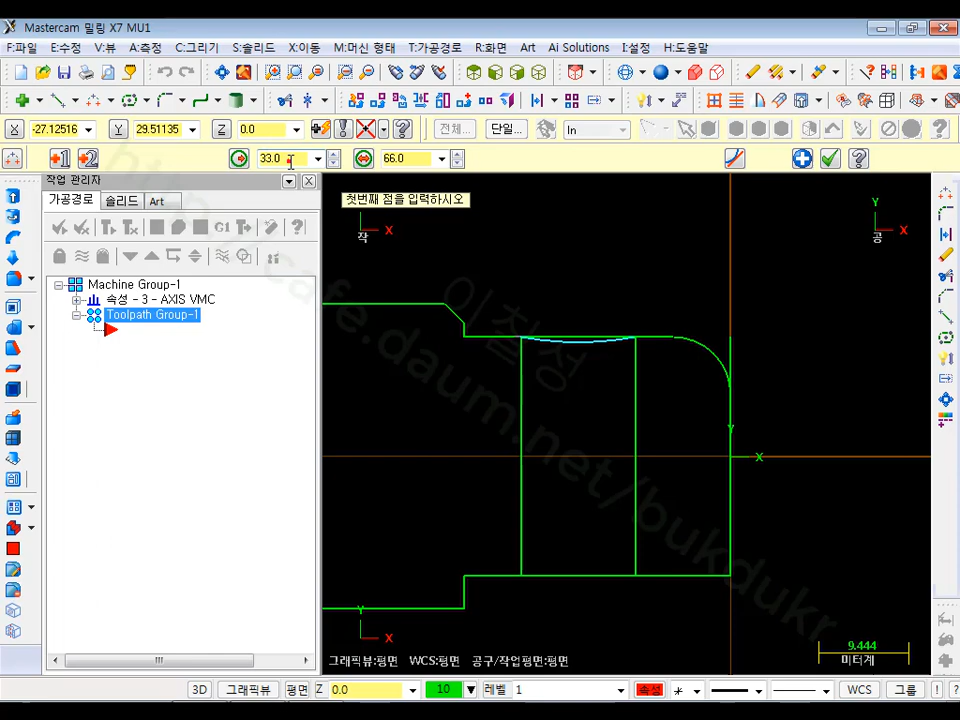 Mastercam 밀링 X7 MU1
F:파일 E:수정 V:뷰 A:측정 C:그리기 S:솔리드 X:이동 M:머신 형태 T:가공경로 R:화면 Art Ai Solutions I:설정 H:도움말
X -27.12516 Y 29.51135 Z 0.0 전체... 단일... In
+1 +2 33.0 66.0
작업 관리자
첫번째 점을 입력하시오
가공경로 솔리드 Art
G1
Machine Group-1
속성 - 3 - AXIS VMC
Toolpath Group-1
작 X
Y
공 X
Y
X
http://cafe.daum.net/bukdukr
이철성
Y
X
9.444
미터계
그래픽뷰:평면 WCS:평면 공구/작업평면:평면
3D 그래픽뷰 평면 Z 0.0 10 레벨 1 속성 WCS 그룹 ! ?